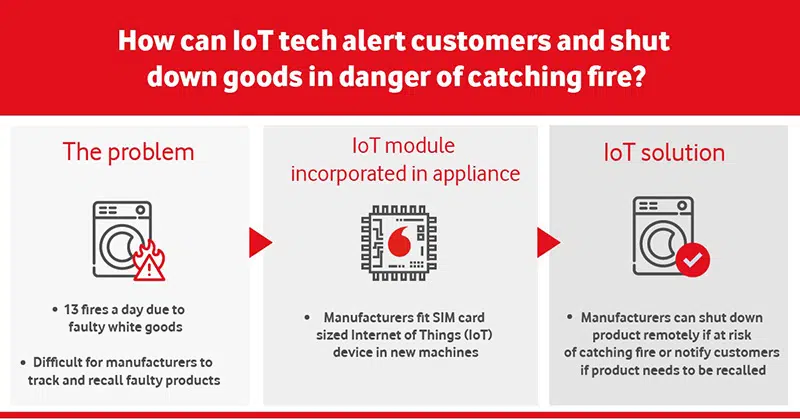 How can IoT tech alert customers and shut
down goods in danger of catching fire?
The problem
• 13 fires a day due to
faulty white goods
• Difficult for manufacturers to
track and recall faulty products
IoT module
incorporated in appliance
• Manufacturers fit SIM card
sized Internet of Things (IoT)
device in new machines
IoT solution
• Manufacturers can shut down
product remotely if at risk
of catching fire or notify customers
if product needs to be recalled